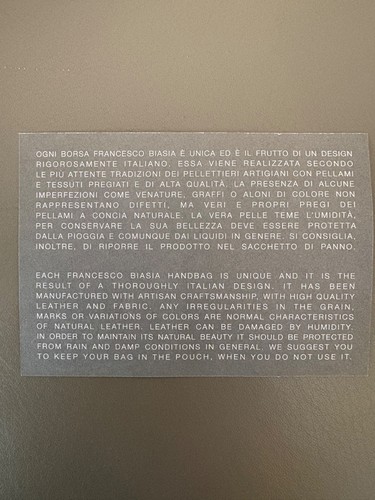 OGNI BORSA FRANCESCO BIASIA È UNICA ED È IL FRUTTO DI UN DESIGN
RIGOROSAMENTE ITALIANO. ESSA VIENE REALIZZATA SECONDO
LE PIÙ ATTENTE TRADIZIONI DEI PELLETTIERI ARTIGIANI CON PELLAMI
E TESSUTI PREGIATI E DI ALTA QUALITÀ. LA PRESENZA DI ALCUNE
IMPERFEZIONI COME VENATURE, GRAFFI O ALONI DI COLORE NON
RAPPRESENTANO DIFETTI, MA VERI E PROPRI PREGI DEI
PELLAMI A CONCIA NATURALE. LA VERA PELLE TEME L'UMIDITÀ,
PER CONSERVARE LA SUA BELLEZZA DEVE ESSERE PROTETTA
DALLA PIOGGIA E COMUNQUE DAI LIQUIDI IN GENERE. SI CONSIGLIA,
INOLTRE, DI RIPORRE IL PRODOTTO NEL SACCHETTO DI PANNO.
EACH FRANCESCO BIASIA HANDBAG IS UNIQUE AND IT IS THE
RESULT OF A THOROUGHLY ITALIAN DESIGN. IT HAS BEEN
MANUFACTURED WITH ARTISAN CRAFTSMANSHIP, WITH HIGH QUALITY
LEATHER AND FABRIC. ANY IRREGULARITIES IN THE GRAIN,
MARKS OR VARIATIONS OF COLORS ARE NORMAL CHARACTERISTICS
OF NATURAL LEATHER. LEATHER CAN BE DAMAGED BY HUMIDITY.
IN ORDER TO MAINTAIN ITS NATURAL BEAUTY IT SHOULD BE PROTECTED
FROM RAIN AND DAMP CONDITIONS IN GENERAL. WE SUGGEST YOU
TO KEEP YOUR BAG IN THE POUCH, WHEN YOU DO NOT USE IT.